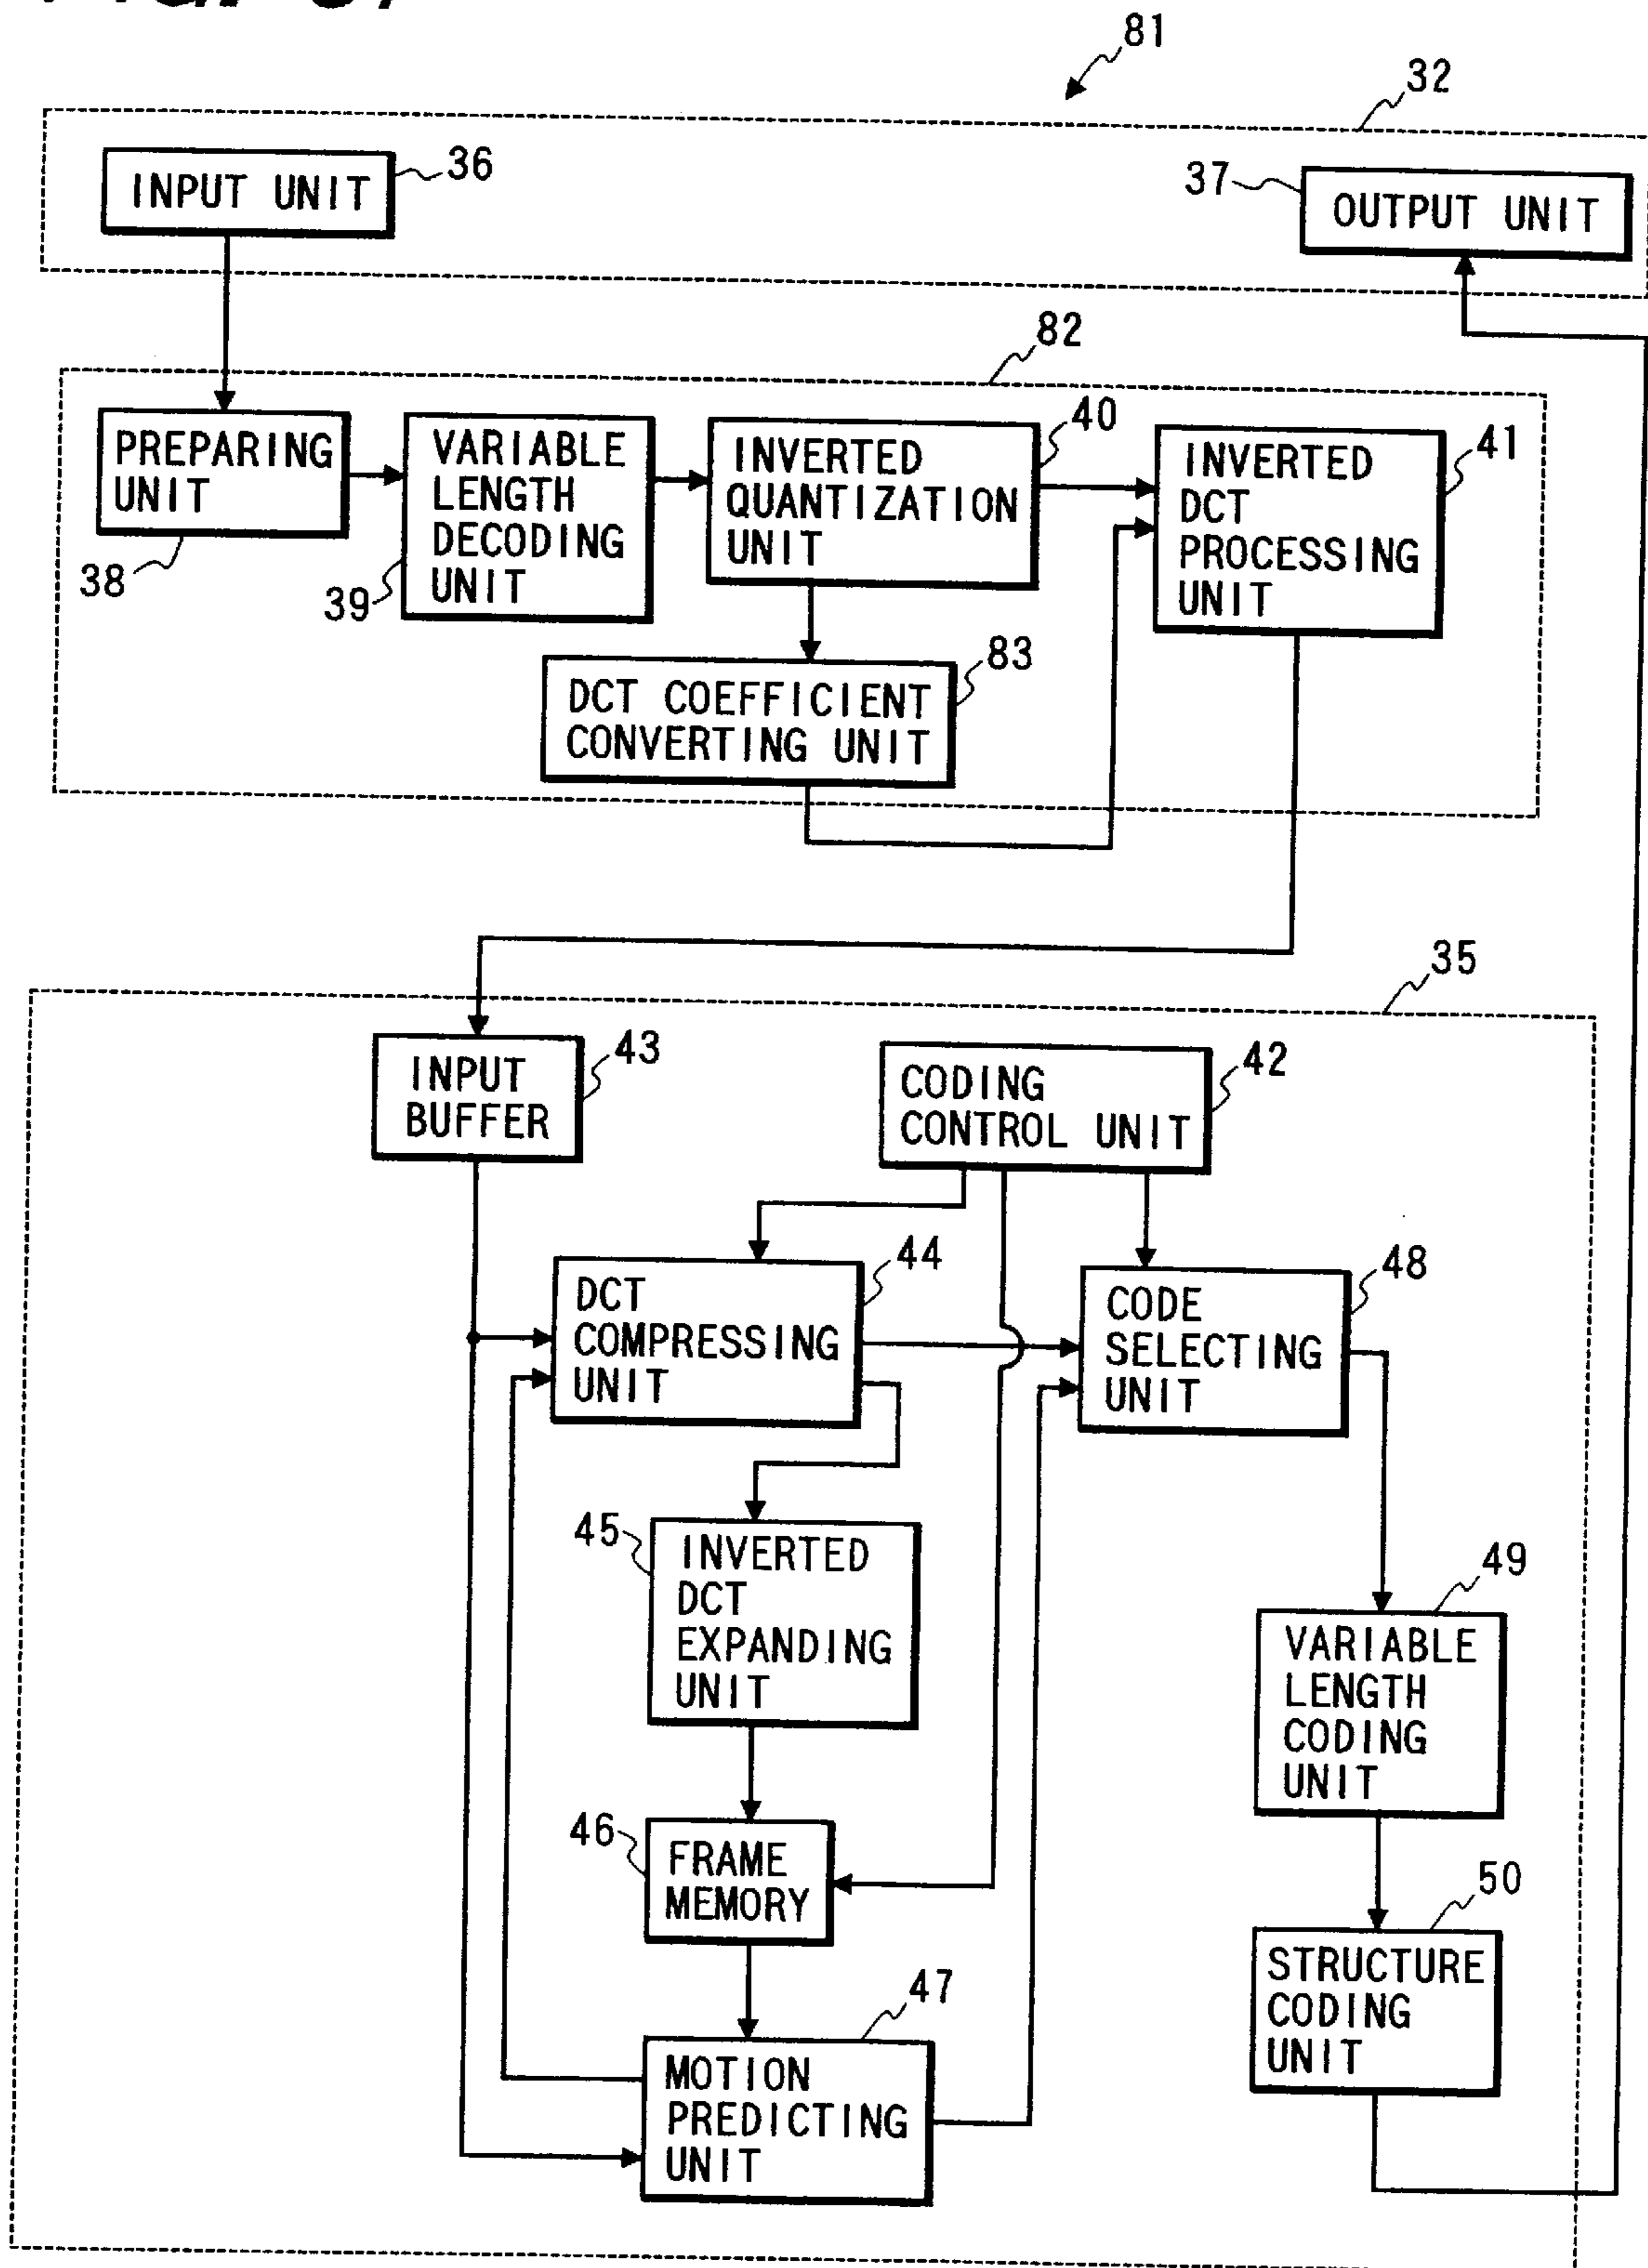 81
32
INPUT UNIT
36
37
OUTPUT UNIT
82
PREPARING
UNIT
38
VARIABLE
LENGTH
DECODING
UNIT
39
INVERTED
QUANTIZATION
UNIT
40
INVERTED
DCT
PROCESSING
UNIT
41
DCT COEFFICIENT
CONVERTING UNIT
83
35
INPUT
BUFFER
43
CODING
CONTROL UNIT
42
DCT
COMPRESSING
UNIT
44
CODE
SELECTING
UNIT
48
45
INVERTED
DCT
EXPANDING
UNIT
49
VARIABLE
LENGTH
CODING
UNIT
46
FRAME
MEMORY
50
STRUCTURE
CODING
UNIT
47
MOTION
PREDICTING
UNIT